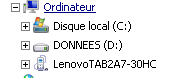 Ordinateur
Disque local (C:)
DONNEES (D:)
LenovoTAB2A7-30HC